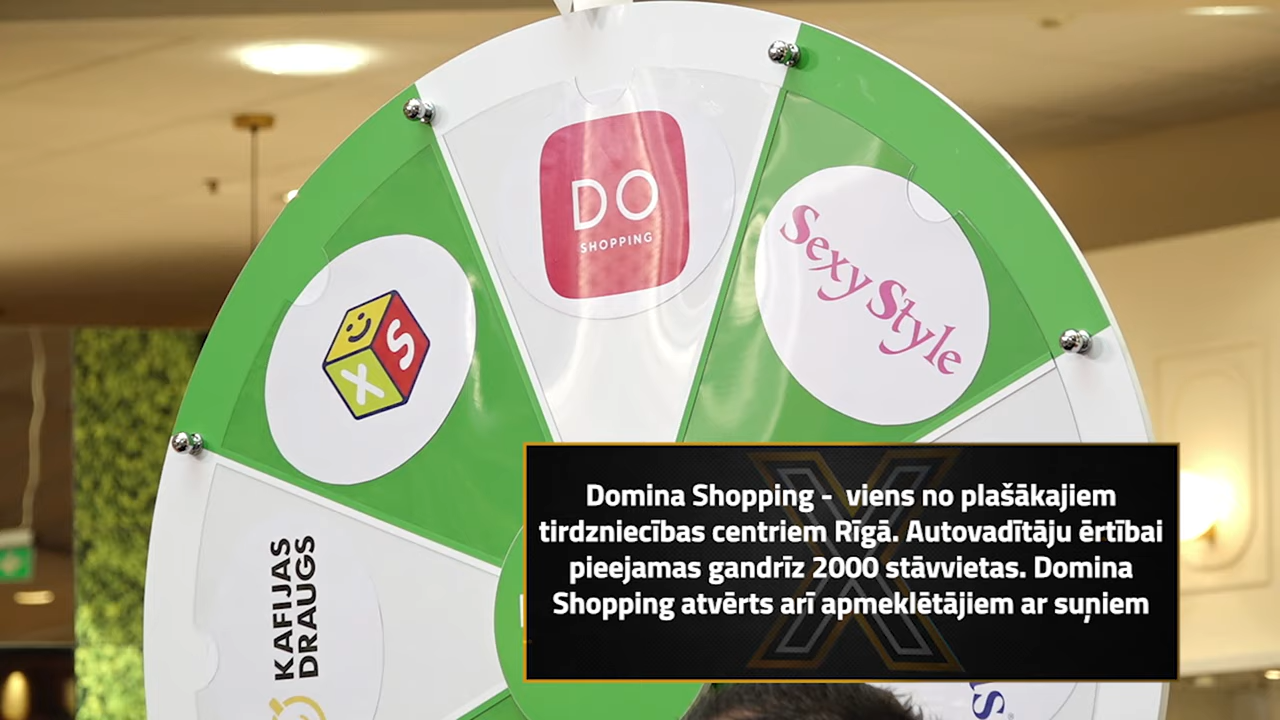 DO
SHOPPING
Sexy Style
XS
KAFIJAS
DRAUGS
Domina Shopping - viens no plašākajiem
tirdzniecības centriem Rīgā. Autovadītāju ērtībai
pieejamas gandrīz 2000 stāvvietas. Domina
Shopping atvērts arī apmeklētājiem ar suņiem